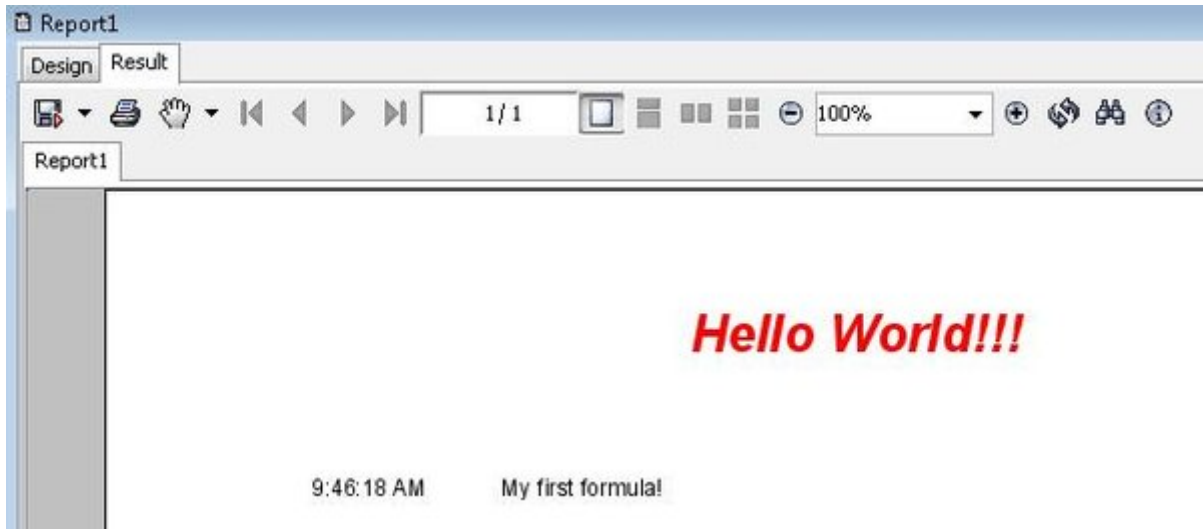 Report1
Design Result
1/1 100%
Report1
Hello World!!!
9:46:18 AM My first formula!